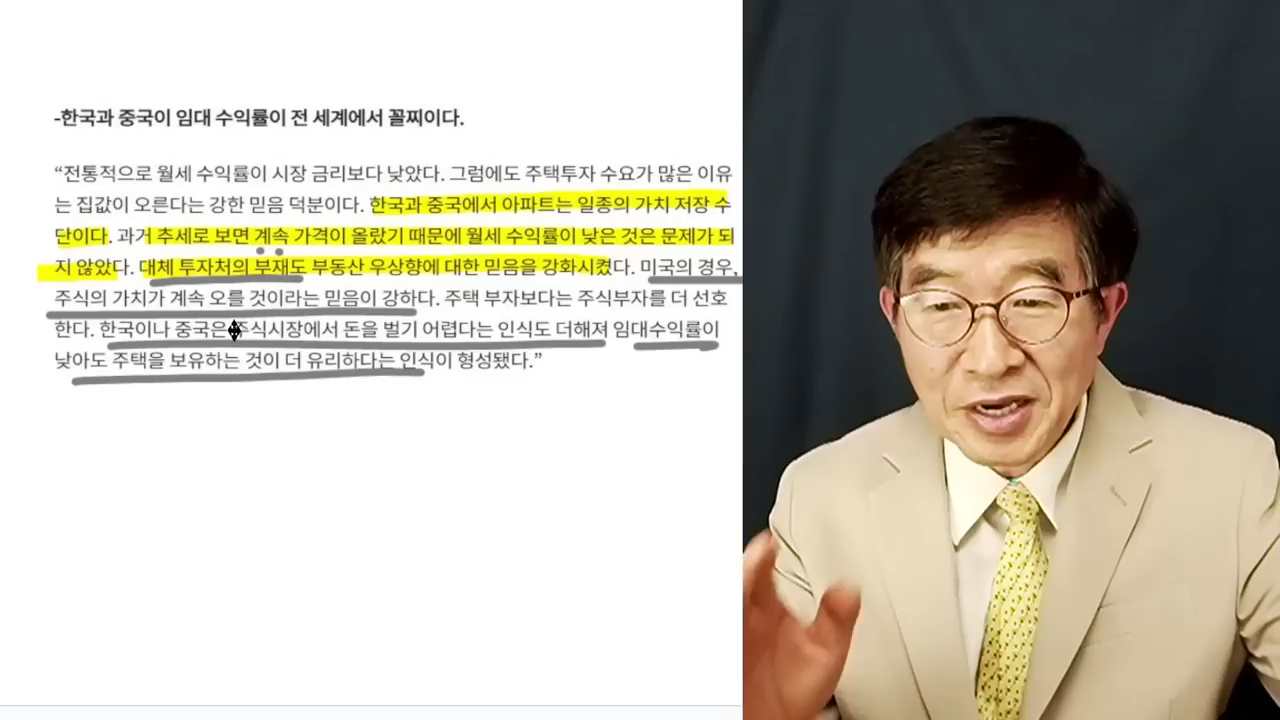 -한국과 중국이 임대 수익률이 전 세계에서 꼴찌이다.
“전통적으로 월세 수익률이 시장 금리보다 낮았다. 그럼에도 주택투자 수요가 많은 이유
는 집값이 오른다는 강한 믿음 덕분이다. 한국과 중국에서 아파트는 일종의 가치 저장 수
단이다. 과거 추세로 보면 계속 가격이 올랐기 때문에 월세 수익률이 낮은 것은 문제가 되
지 않았다. 대체 투자처의 부재도 부동산 우상향에 대한 믿음을 강화시켰다. 미국의 경우,
주식의 가치가 계속 오를 것이라는 믿음이 강하다. 주택 부자보다는 주식부자를 더 선호
한다. 한국이나 중국은 주식시장에서 돈을 벌기 어렵다는 인식도 더해져 임대수익률이
낮아도 주택을 보유하는 것이 더 유리하다는 인식이 형성됐다.”